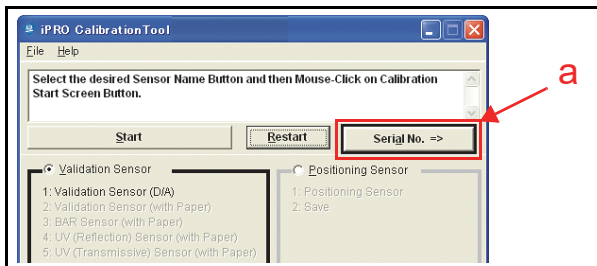 iPRO CalibrationTool
File Help
Select the desired Sensor Name Button and then Mouse-Click on Calibration
Start Screen Button.
Start Restart Serial No. =>
a
Validation Sensor
1: Validation Sensor (D/A)
2: Validation Sensor (with Paper)
3: BAR Sensor (with Paper)
4: UV (Reflection) Sensor (with Paper)
5: UV (Transmissive) Sensor (with Paper)
Positioning Sensor
1: Positioning Sensor
2: Save